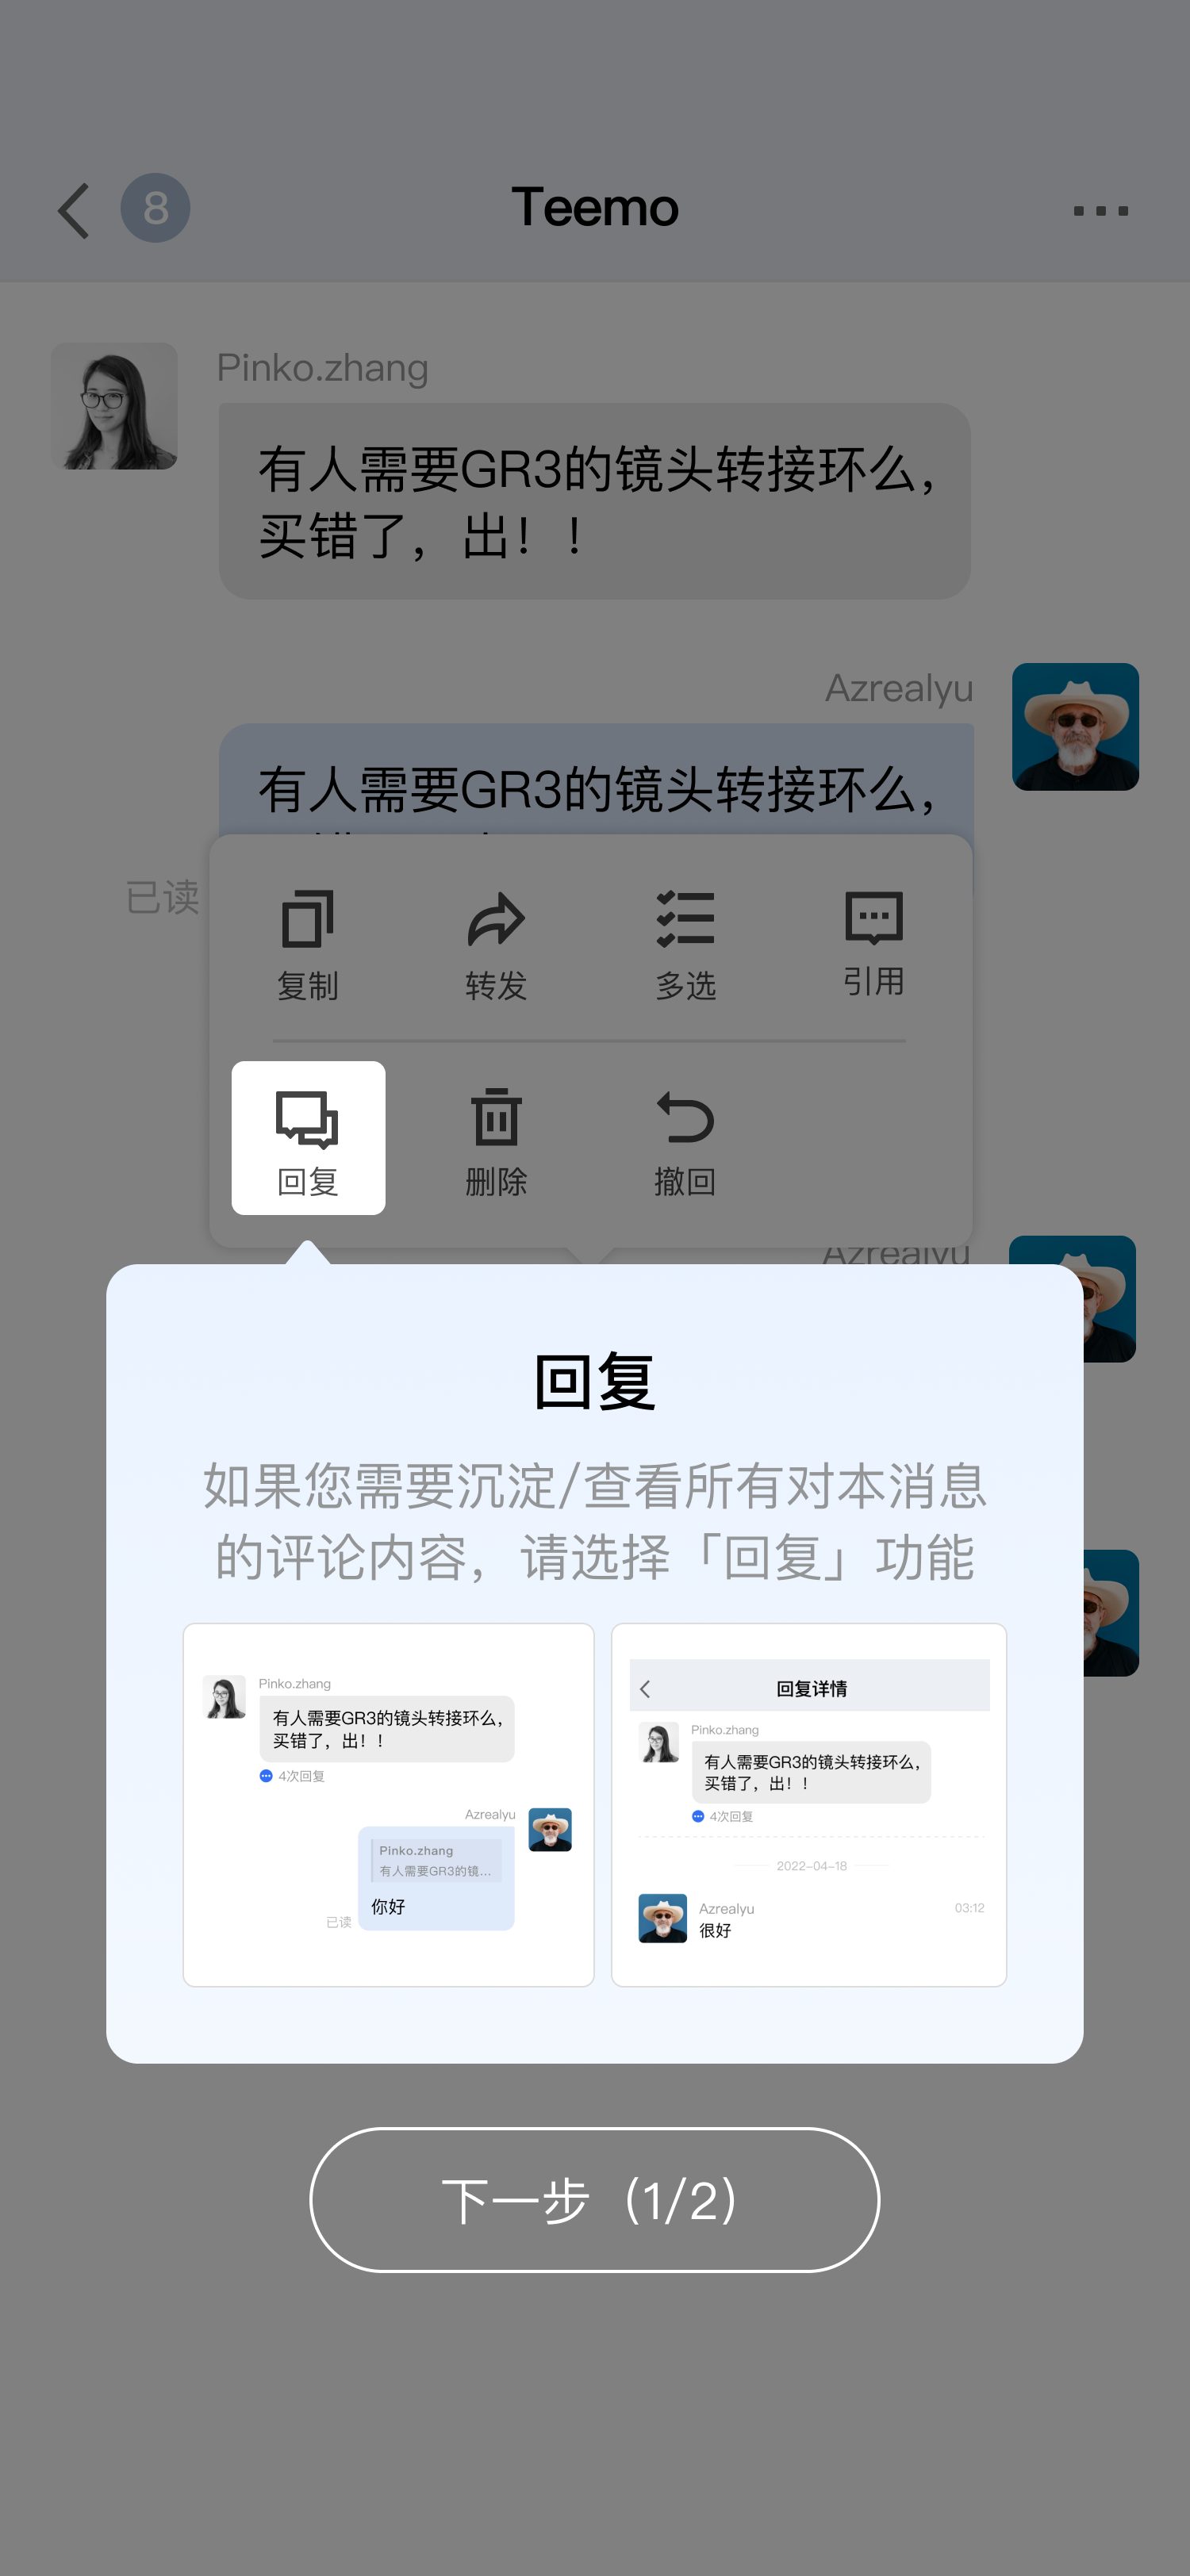 8
Teemo
Pinko.zhang
有人需要GR3的镜头转接环么,
买错了，出！！
Azrealyu
有人需要GR3的镜头转接环么,
已读
复制
转发
多选
引用
回复
删除
撤回
Azrealyu
回复
如果您需要沉淀/查看所有对本消息
的评论内容，请选择「回复」功能
Pinko.zhang
有人需要GR3的镜头转接环么,
买错了，出！！
4次回复
Azrealyu
Pinko.zhang
有人需要GR3的镜...
你好
已读
回复详情
Pinko.zhang
有人需要GR3的镜头转接环么,
买错了，出！！
4次回复
2022-04-18
Azrealyu
03:12
很好
下一步（1/2）